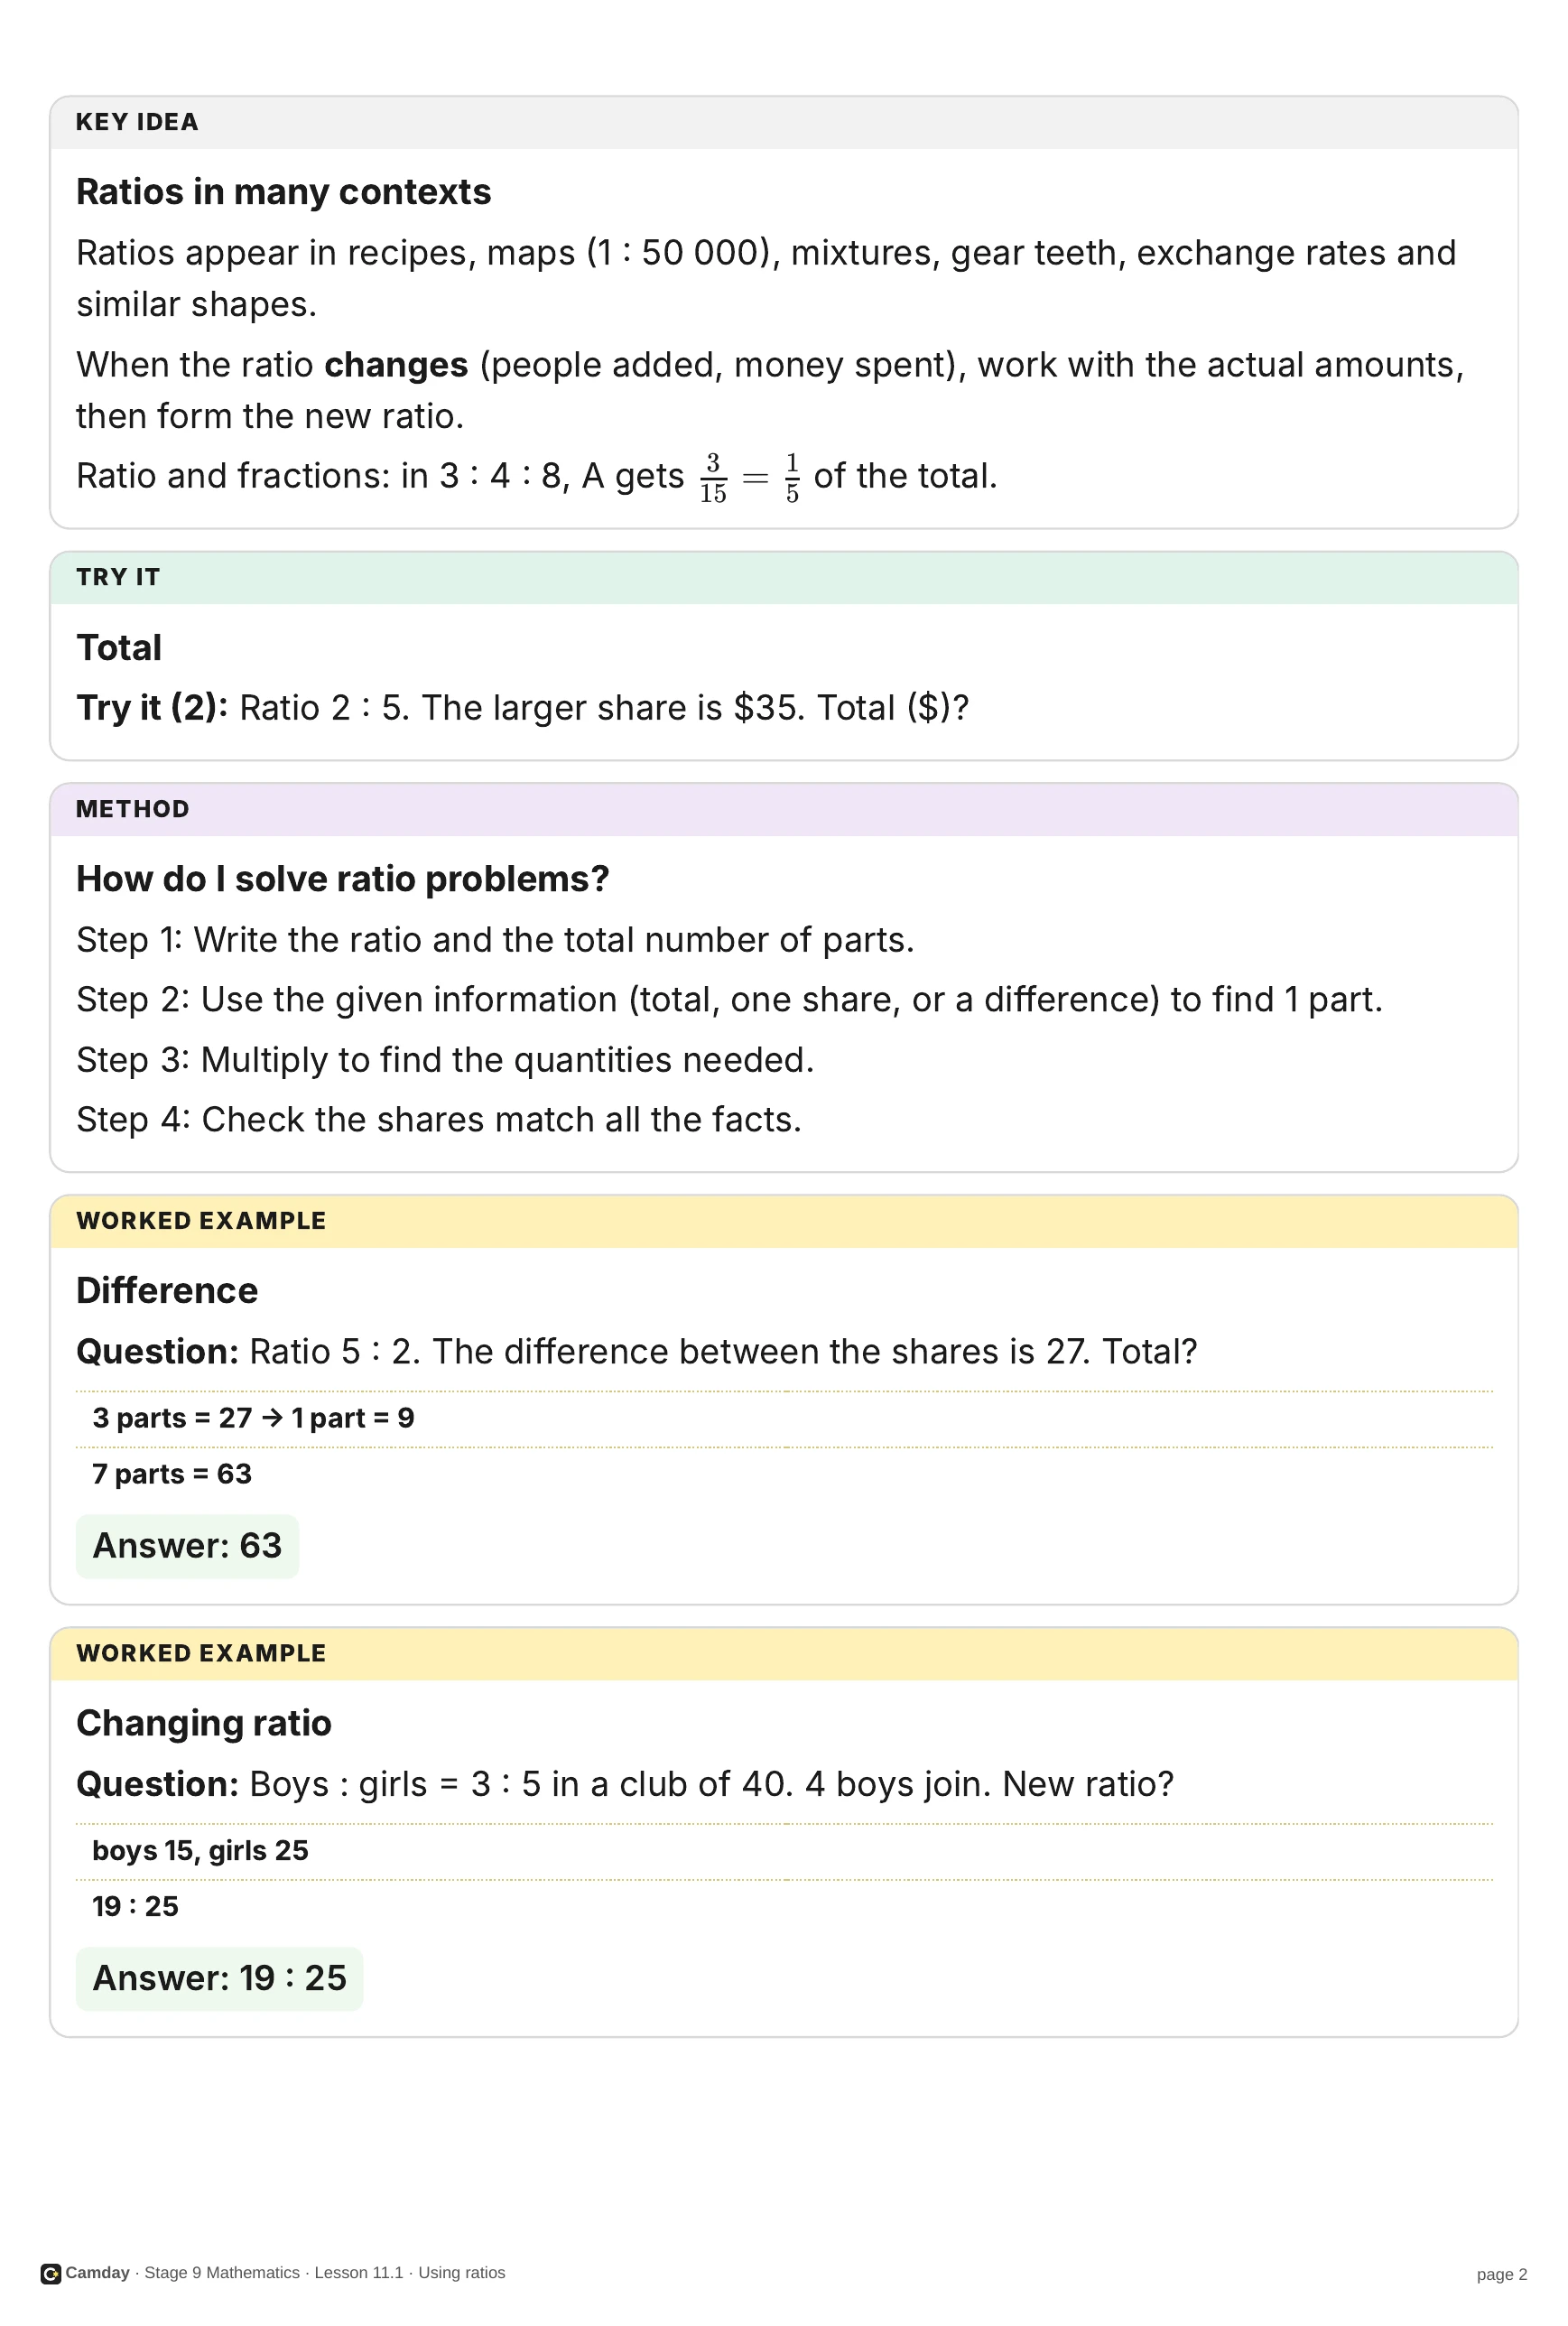 KEY IDEA
Ratios in many contexts
Ratios appear in recipes, maps (1 : 50 000), mixtures, gear teeth, exchange rates and
similar shapes.
When the ratio changes (people added, money spent), work with the actual amounts,
then form the new ratio.
Ratio and fractions: in 3 : 4 : 8, A gets 3/15 = 1/5 of the total.
TRY IT
Total
Try it (2): Ratio 2 : 5. The larger share is $35. Total ($)?
METHOD
How do I solve ratio problems?
Step 1: Write the ratio and the total number of parts.
Step 2: Use the given information (total, one share, or a difference) to find 1 part.
Step 3: Multiply to find the quantities needed.
Step 4: Check the shares match all the facts.
WORKED EXAMPLE
Difference
Question: Ratio 5 : 2. The difference between the shares is 27. Total?
3 parts = 27 → 1 part = 9
7 parts = 63
Answer: 63
WORKED EXAMPLE
Changing ratio
Question: Boys : girls = 3 : 5 in a club of 40. 4 boys join. New ratio?
boys 15, girls 25
19 : 25
Answer: 19 : 25
Camday · Stage 9 Mathematics · Lesson 11.1 · Using ratios
page 2